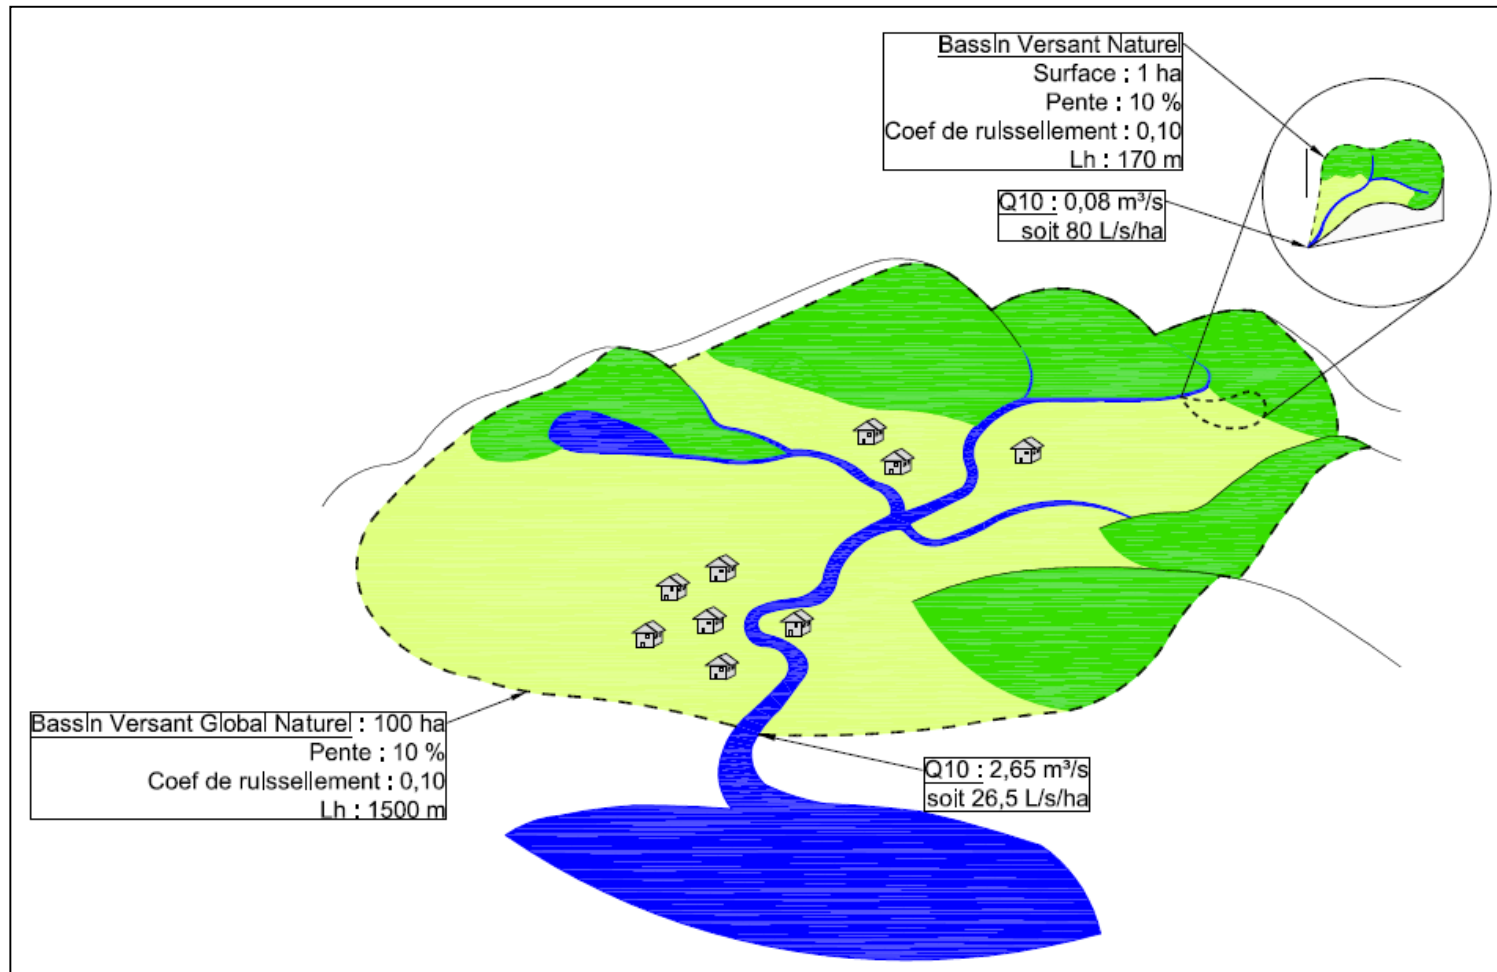 Bassin Versant Naturel
Surface : 1 ha
Pente : 10 %
Coef de ruissellement : 0,10
Lh : 170 m
Q10 : 0,08 m³/s
soit 80 L/s/ha
Bassin Versant Global Naturel : 100 ha
Pente : 10 %
Coef de ruissellement : 0,10
Lh : 1500 m
Q10 : 2,65 m³/s
soit 26,5 L/s/ha